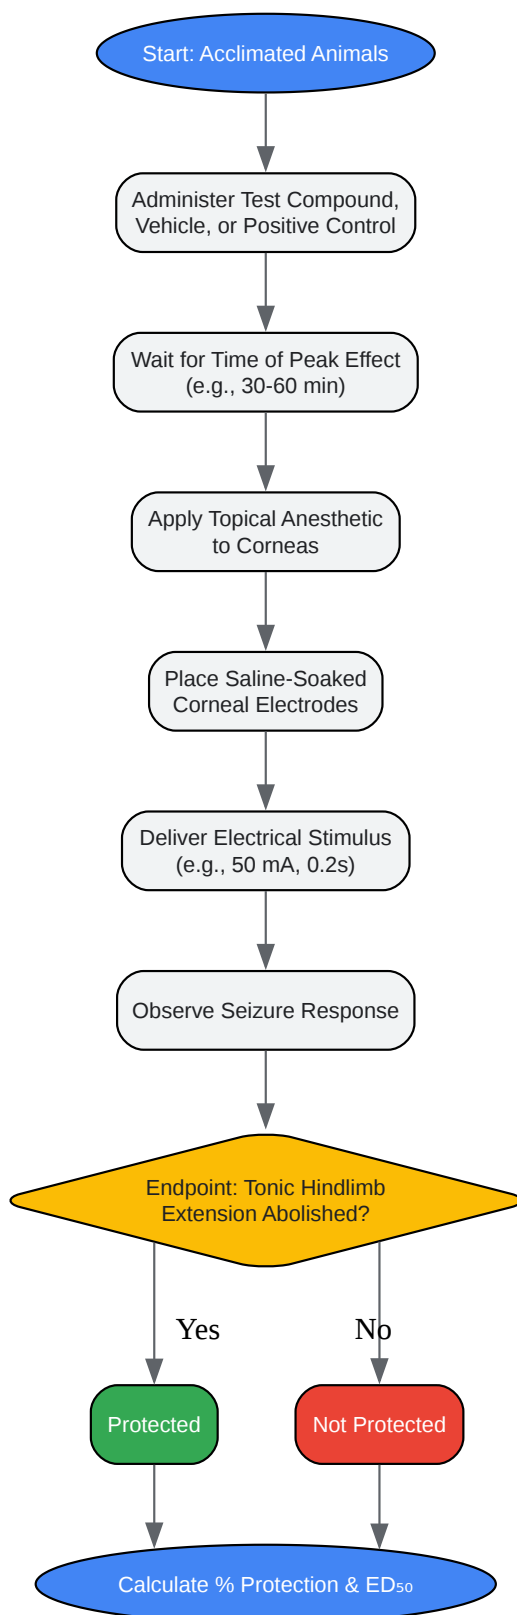 Start: Acclimated Animals
Administer Test Compound,
Vehicle, or Positive Control
Wait for Time of Peak Effect
(e.g., 30-60 min)
Apply Topical Anesthetic
to Corneas
Place Saline-Soaked
Corneal Electrodes
Deliver Electrical Stimulus
(e.g., 50 mA, 0.2s)
Observe Seizure Response
Endpoint: Tonic Hindlimb
Extension Abolished?
Yes
No
Protected
Not Protected
Calculate % Protection & ED₅₀